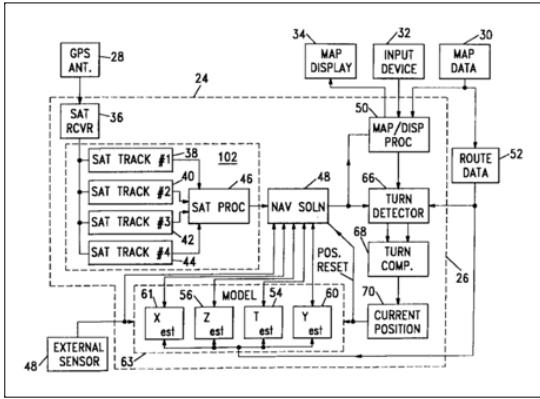 34
32
30
GPS ANT.
28
MAP DISPLAY
INPUT DEVICE
MAP DATA
24
SAT RCVR
36
50
MAP/DISP PROC
38
102
SAT TRACK #1
40
SAT TRACK #2
SAT TRACK #3
42
SAT TRACK #4
44
46
SAT PROC
48
NAV SOLN
66
TURN DETECTOR
ROUTE DATA
52
68
TURN COMP.
POS. RESET
26
MODEL
61
X est
56
Z est
54
T est
60
Y est
70
CURRENT POSITION
63
EXTERNAL SENSOR
48